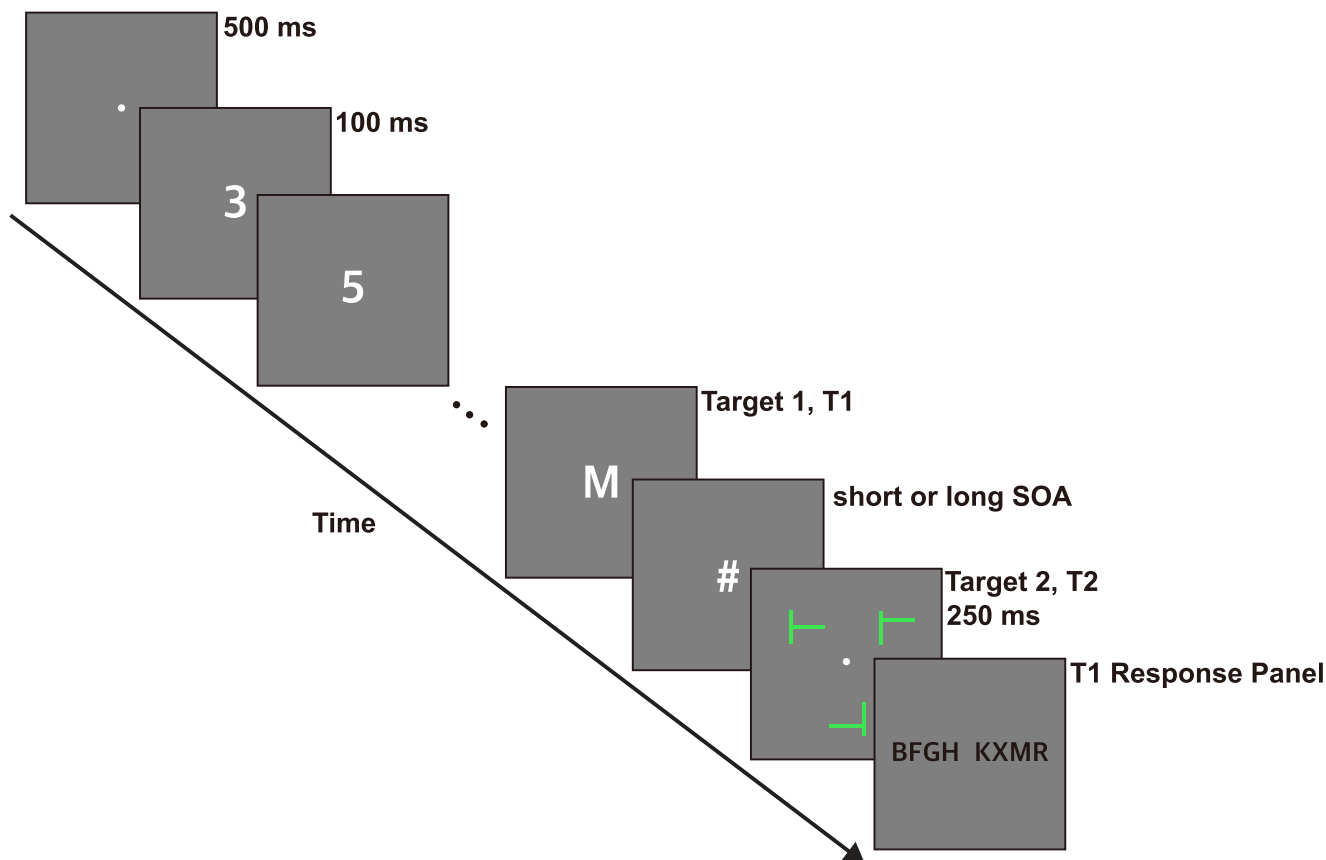 500 ms
100 ms
3
5
Target 1, T1
M
short or long SOA
Time
#
Target 2, T2
250 ms
T1 Response Panel
BFGH KXMR